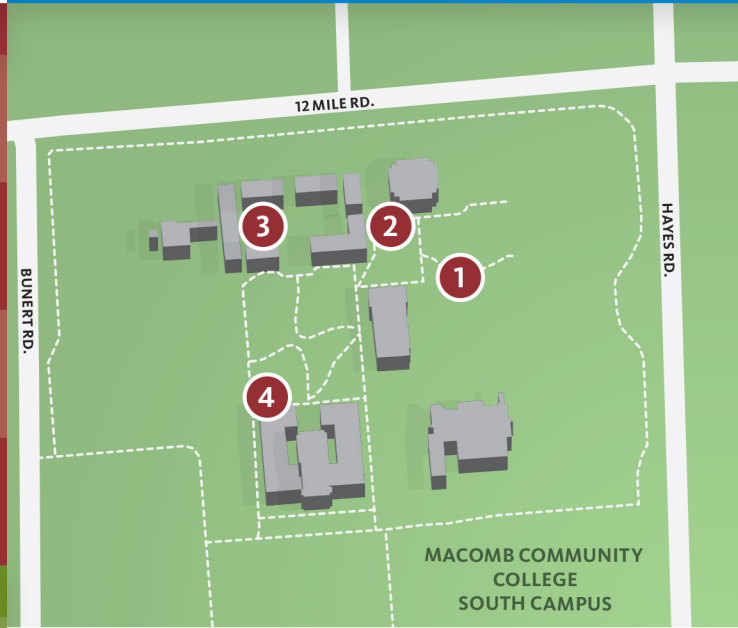 12 MILE RD.
3
2
HAYES RD.
1
BUNERT RD.
4
MACOMB COMMUNITY
COLLEGE
SOUTH CAMPUS